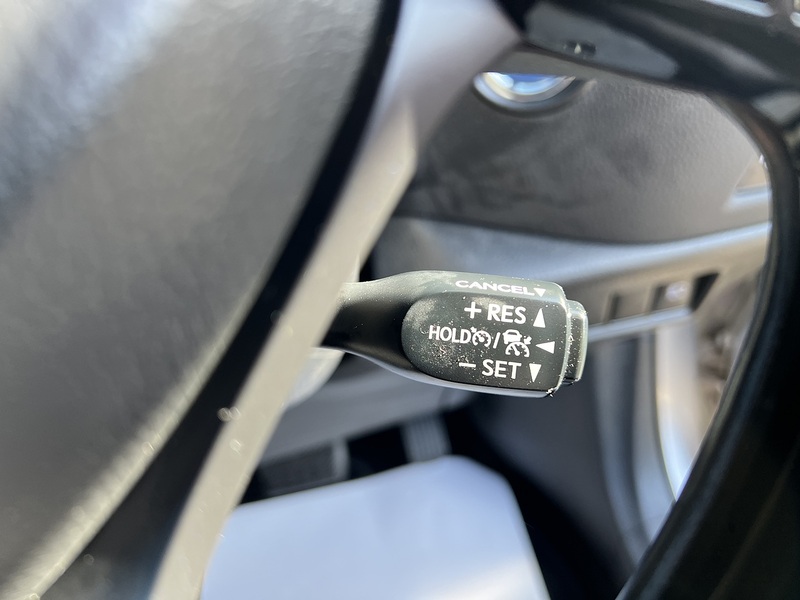 CANCEL▼
+ RES ▲
HOLD / ◀
− SET ▼